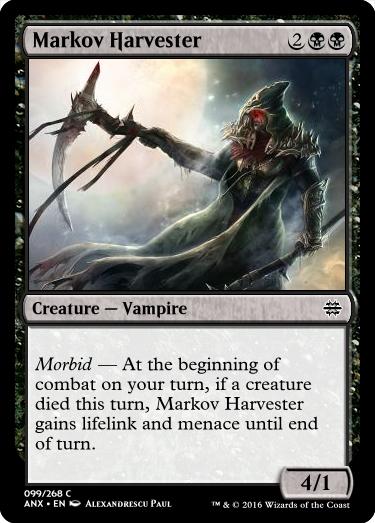 Markov Harvester 2
Creature — Vampire
Morbid — At the beginning of
combat on your turn, if a creature
died this turn, Markov Harvester
gains lifelink and menace until end
of turn.
4/1
099/268 C
ANX • EN Alexandrescu Paul ™ & © 2016 Wizards of the Coast